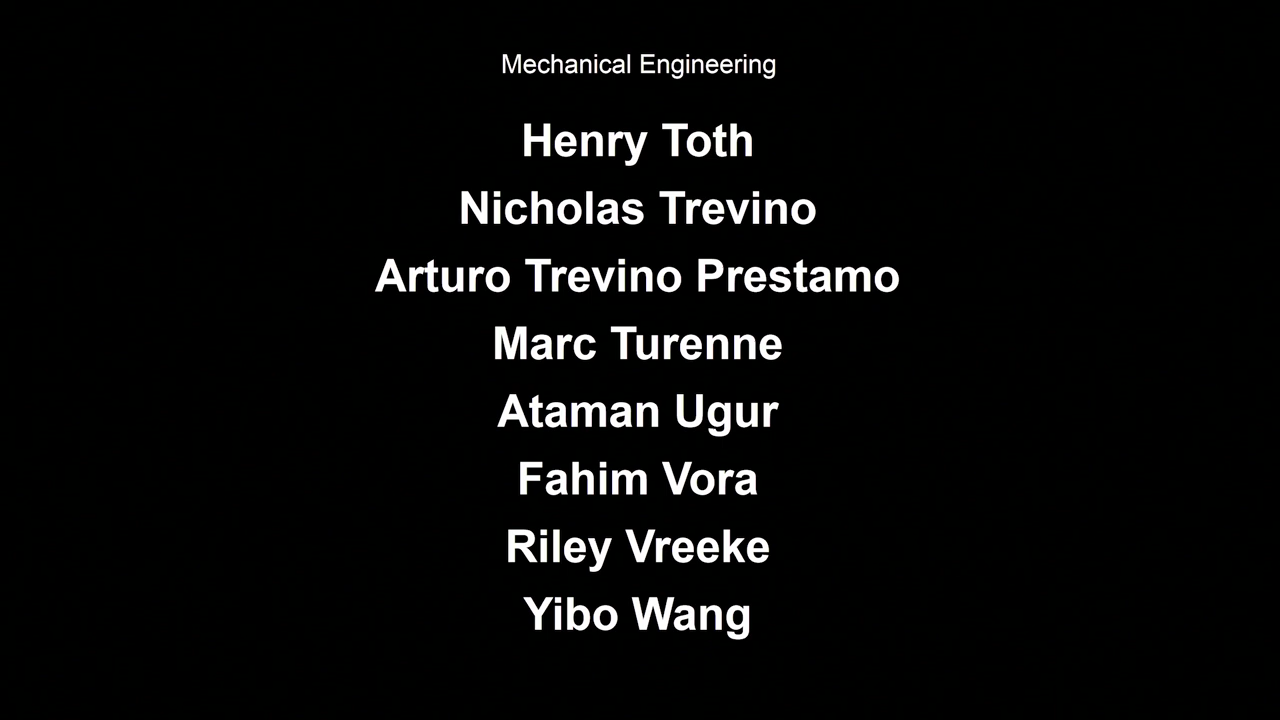 Mechanical Engineering
Henry Toth
Nicholas Trevino
Arturo Trevino Prestamo
Marc Turenne
Ataman Ugur
Fahim Vora
Riley Vreeke
Yibo Wang